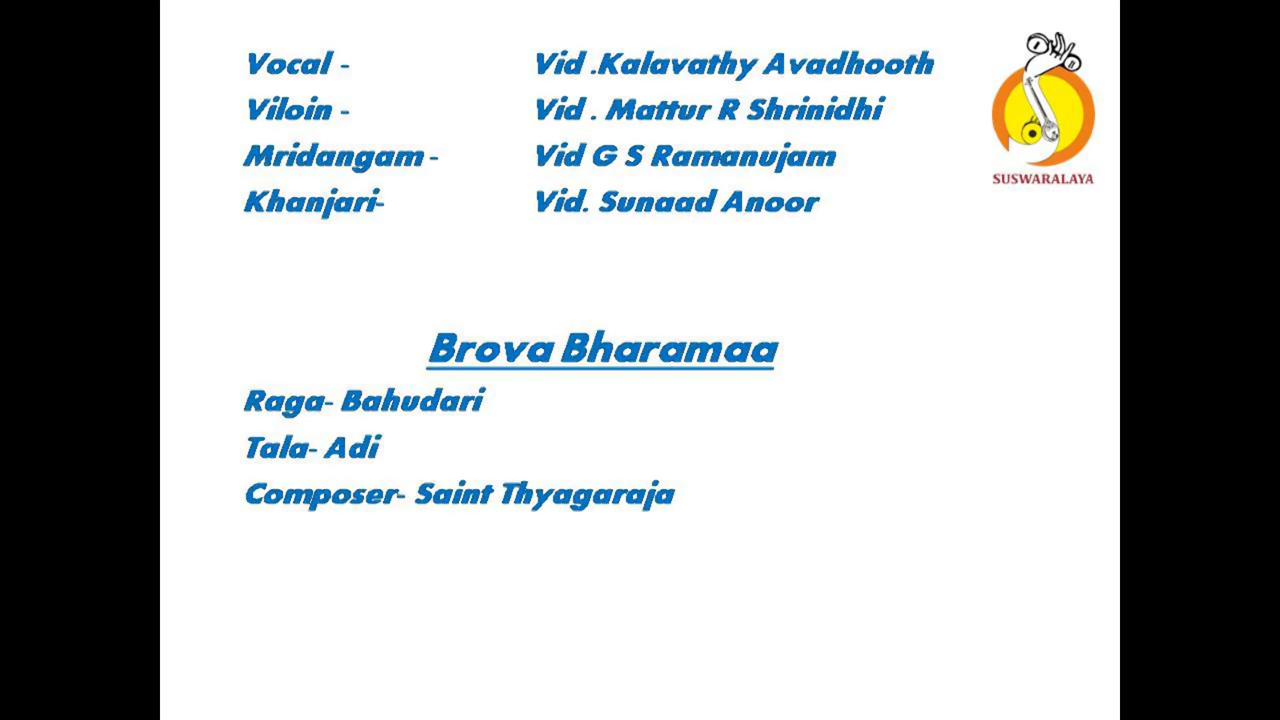 Vocal - Vid .Kalavathy Avadhooth
Viloin - Vid . Mattur R Shrinidhi
Mridangam - Vid G S Ramanujam
Khanjari- Vid. Sunaad Anoor
SUSWARALAYA
Brova Bharamaa
Raga- Bahudari
Tala- Adi
Composer- Saint Thyagaraja